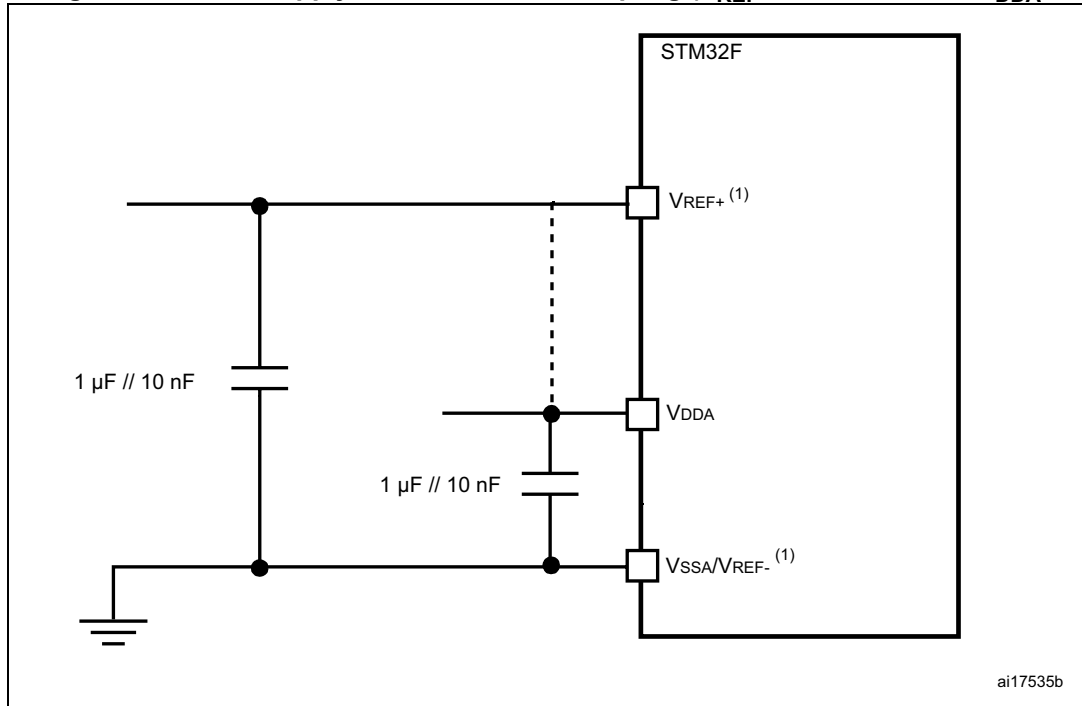 STM32F
VREF+ (1)
1 µF // 10 nF
VDDA
1 µF // 10 nF
VSSA/VREF- (1)
ai17535b